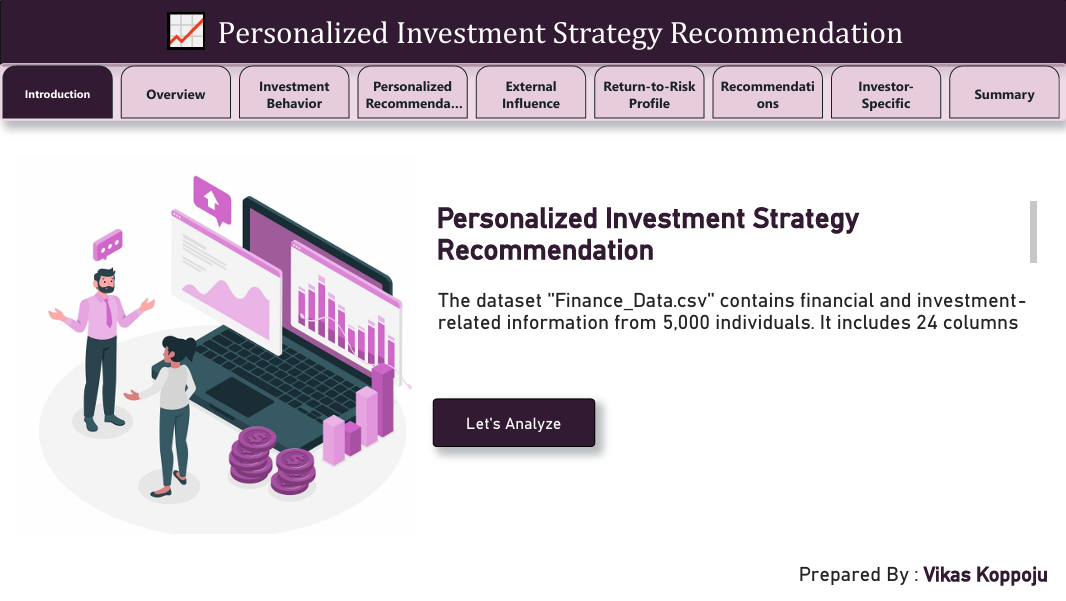 Personalized Investment Strategy Recommendation
Introduction
Overview
Investment
Behavior
Personalized
Recommenda...
External
Influence
Return-to-Risk
Profile
Recommendati
ons
Investor-
Specific
Summary
Personalized Investment Strategy
Recommendation
The dataset "Finance_Data.csv" contains financial and investment-
related information from 5,000 individuals. It includes 24 columns
Let's Analyze
Prepared By : Vikas Koppoju